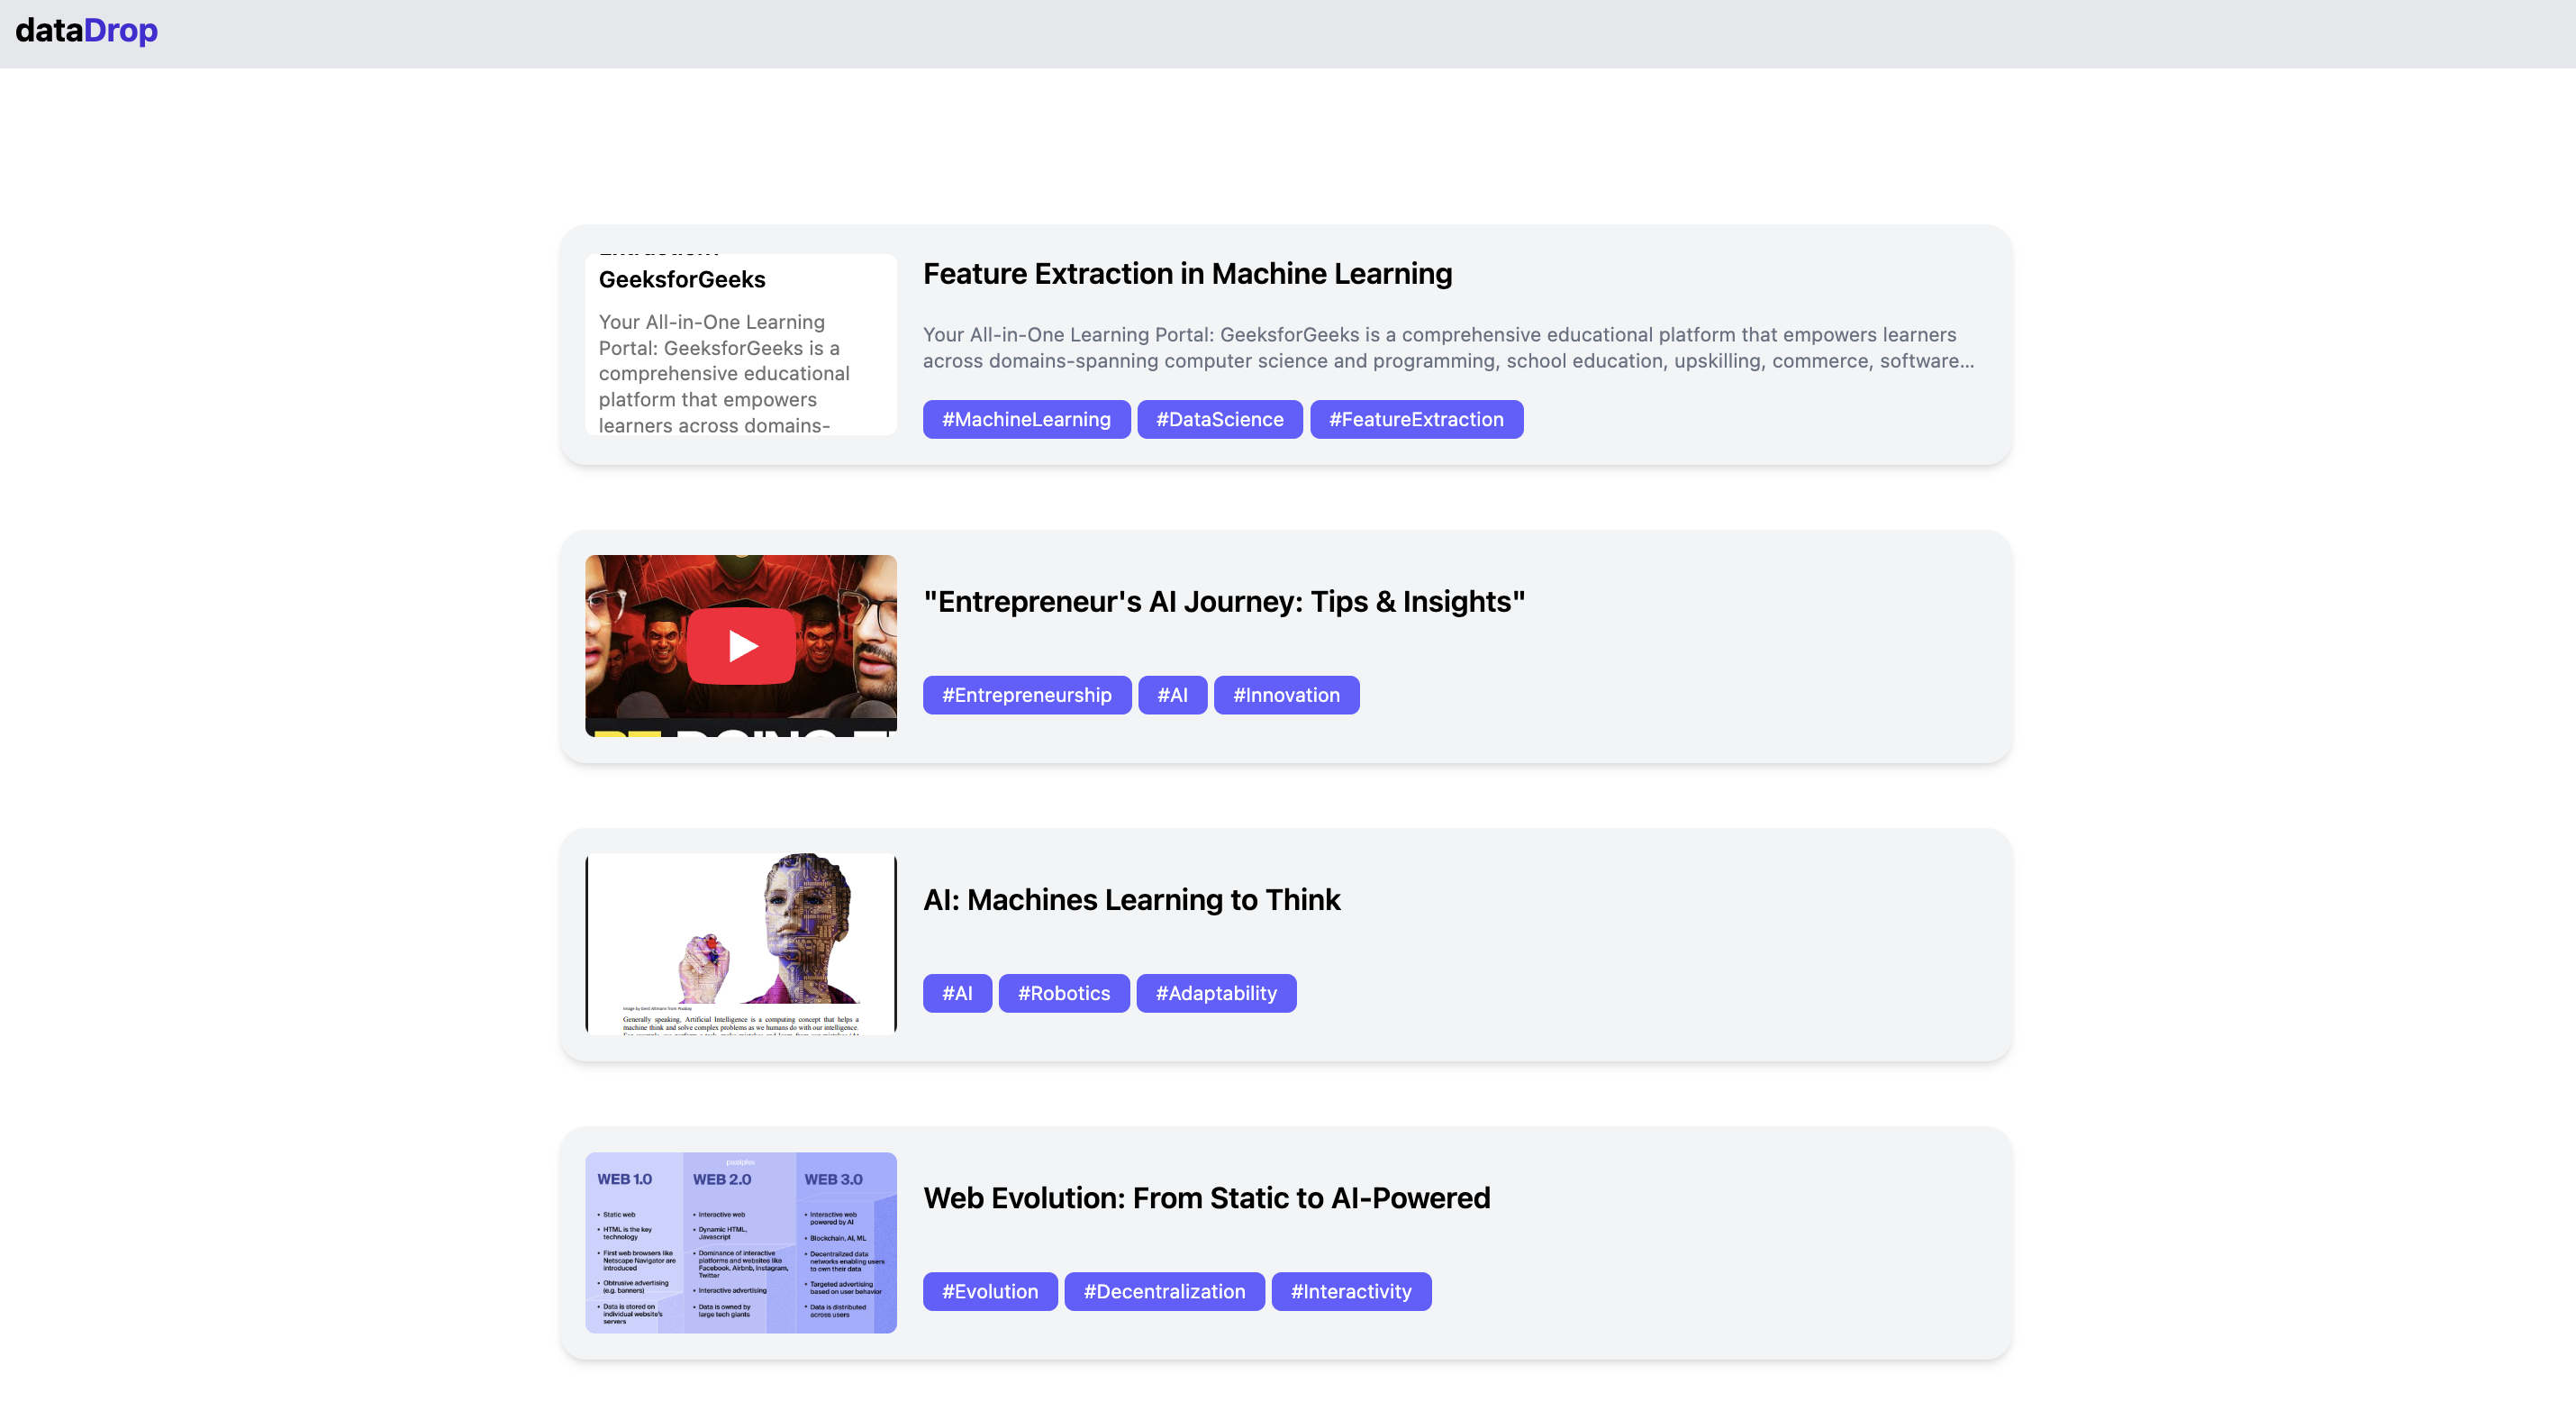 dataDrop
GeeksforGeeks
Your All-in-One Learning
Portal: GeeksforGeeks is a
comprehensive educational
platform that empowers
learners across domains-
Feature Extraction in Machine Learning
Your All-in-One Learning Portal: GeeksforGeeks is a comprehensive educational platform that empowers learners
across domains-spanning computer science and programming, school education, upskilling, commerce, software...
#MachineLearning #DataScience #FeatureExtraction
"Entrepreneur's AI Journey: Tips & Insights"
#Entrepreneurship #AI #Innovation
Image by Gerd Altmann from Pixabay
Generally speaking, Artificial Intelligence is a computing concept that helps a
machine think and solve complex problems as we humans do with our intelligence.
AI: Machines Learning to Think
#AI #Robotics #Adaptability
WEB 1.0
• Static web
• HTML is the key
technology
• First web browsers like
Netscape Navigator are
introduced
• Obtrusive advertising
(e.g. banners)
• Data is stored on
individual website's
servers
WEB 2.0
• Interactive web
• Dynamic HTML,
Javascript
• Dominance of interactive
platforms and websites like
Facebook, Airbnb, Instagram,
Twitter
• Interactive advertising
• Data is owned by
large tech giants
WEB 3.0
• Interactive web
powered by AI
• Blockchain, AI, ML
• Decentralized data
networks enabling users
to own their data
• Targeted advertising
based on user behavior
• Data is distributed
across users
Web Evolution: From Static to AI-Powered
#Evolution #Decentralization #Interactivity